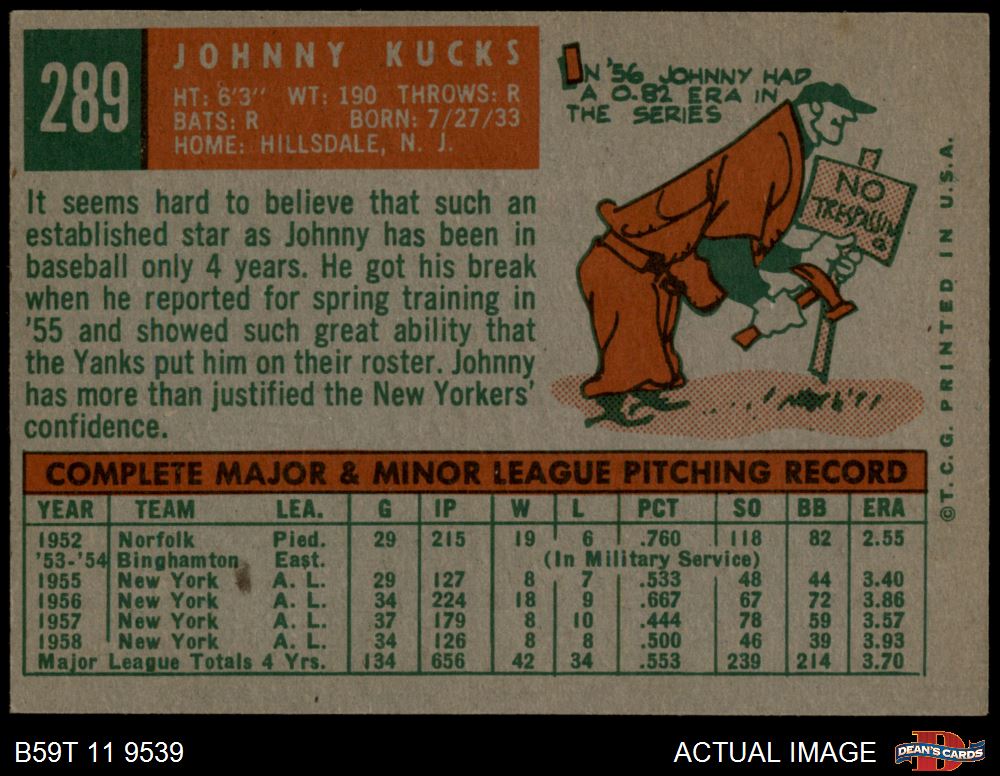 289
JOHNNY KUCKS
HT: 6'3" WT: 190 THROWS: R
BATS: R BORN: 7/27/33
HOME: HILLSDALE, N. J.
IN '56 JOHNNY HAD
A 0.82 ERA IN
THE SERIES
NO
TRESPASSING
It seems hard to believe that such an
established star as Johnny has been in
baseball only 4 years. He got his break
when he reported for spring training in
'55 and showed such great ability that
the Yanks put him on their roster. Johnny
has more than justified the New Yorkers'
confidence.
©T.C.G. PRINTED IN U.S.A.
COMPLETE MAJOR & MINOR LEAGUE PITCHING RECORD
YEAR TEAM LEA. G IP W L PCT SO BB ERA
1952 Norfolk Pied. 29 215 19 6 .760 118 82 2.55
'53-'54 Binghamton East. (In Military Service)
1955 New York A. L. 29 127 8 7 .533 48 44 3.40
1956 New York A. L. 34 224 18 9 .667 67 72 3.86
1957 New York A. L. 37 179 8 10 .444 78 59 3.57
1958 New York A. L. 34 126 8 8 .500 46 39 3.93
Major League Totals 4 Yrs. 134 656 42 34 .553 239 214 3.70
B59T 11 9539
ACTUAL IMAGE
DEAN'S CARDS